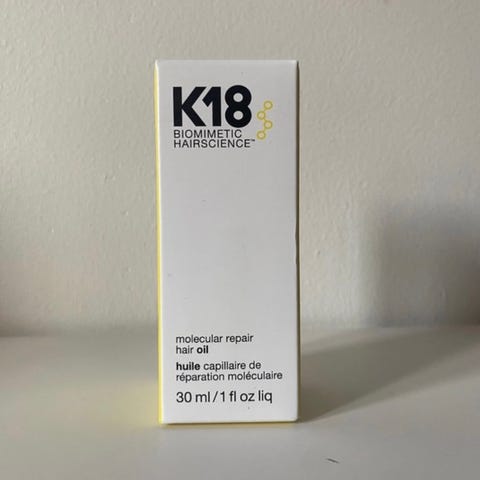 K18
BIOMIMETIC
HAIRSCIENCE™
molecular repair
hair oil
huile capillaire de
réparation moléculaire
30 ml/1 fl oz liq